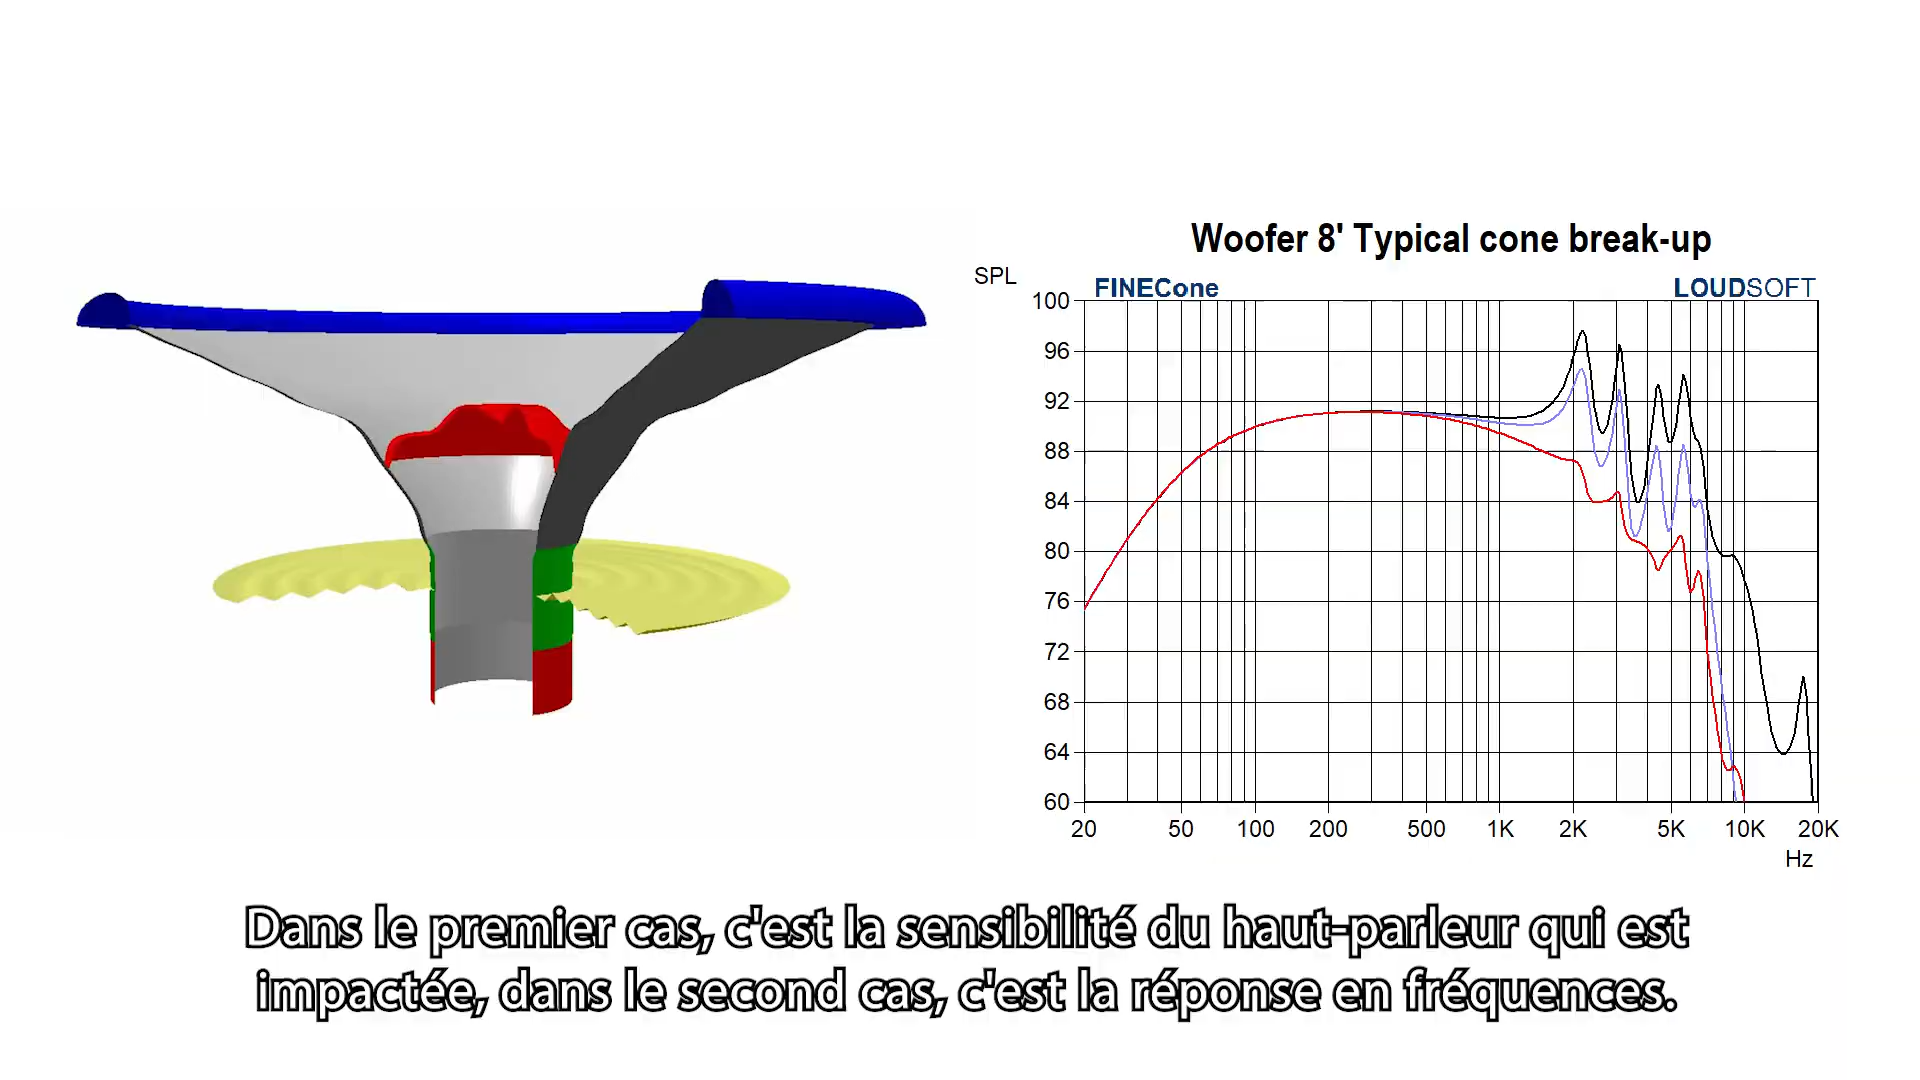 Woofer 8' Typical cone break-up
SPL
FINECone
LOUDSOFT
100
96
92
88
84
80
76
72
68
64
60
20 50 100 200 500 1K 2K 5K 10K 20K
Hz
Dans le premier cas, c'est la sensibilité du haut-parleur qui est
impactée, dans le second cas, c'est la réponse en fréquences.